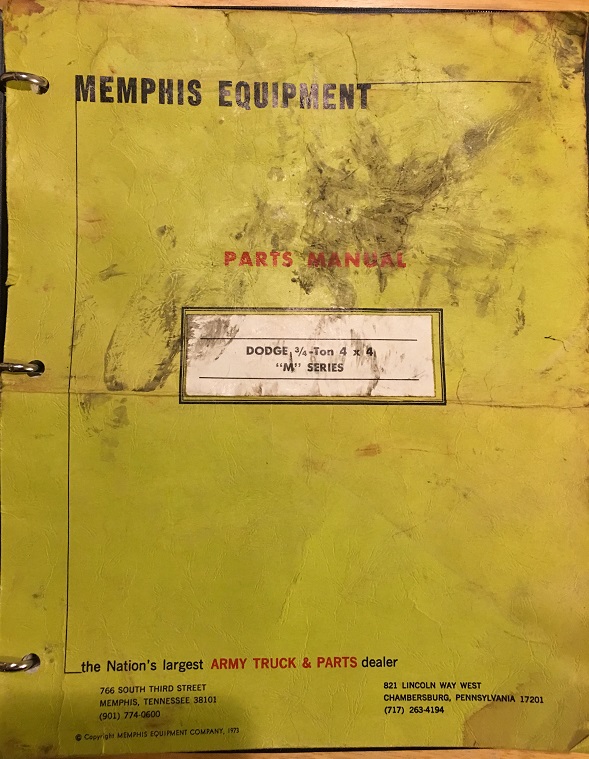 MEMPHIS EQUIPMENT
PARTS MANUAL
DODGE 3/4-Ton 4 x 4
"M" SERIES
the Nation's largest ARMY TRUCK & PARTS dealer
766 SOUTH THIRD STREET
MEMPHIS, TENNESSEE 38101
(901) 774-0600
821 LINCOLN WAY WEST
CHAMBERSBURG, PENNSYLVANIA 17201
(717) 263-4194
© Copyright MEMPHIS EQUIPMENT COMPANY, 1973